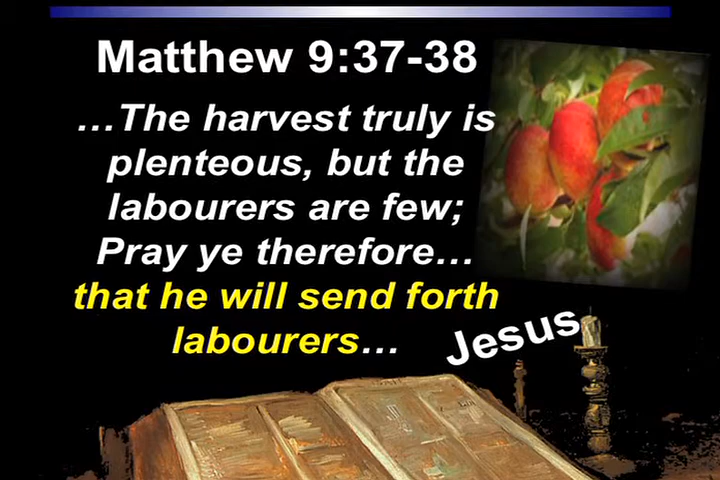 Matthew 9:37-38
…The harvest truly is
plenteous, but the
labourers are few;
Pray ye therefore…
that he will send forth
labourers…
Jesus